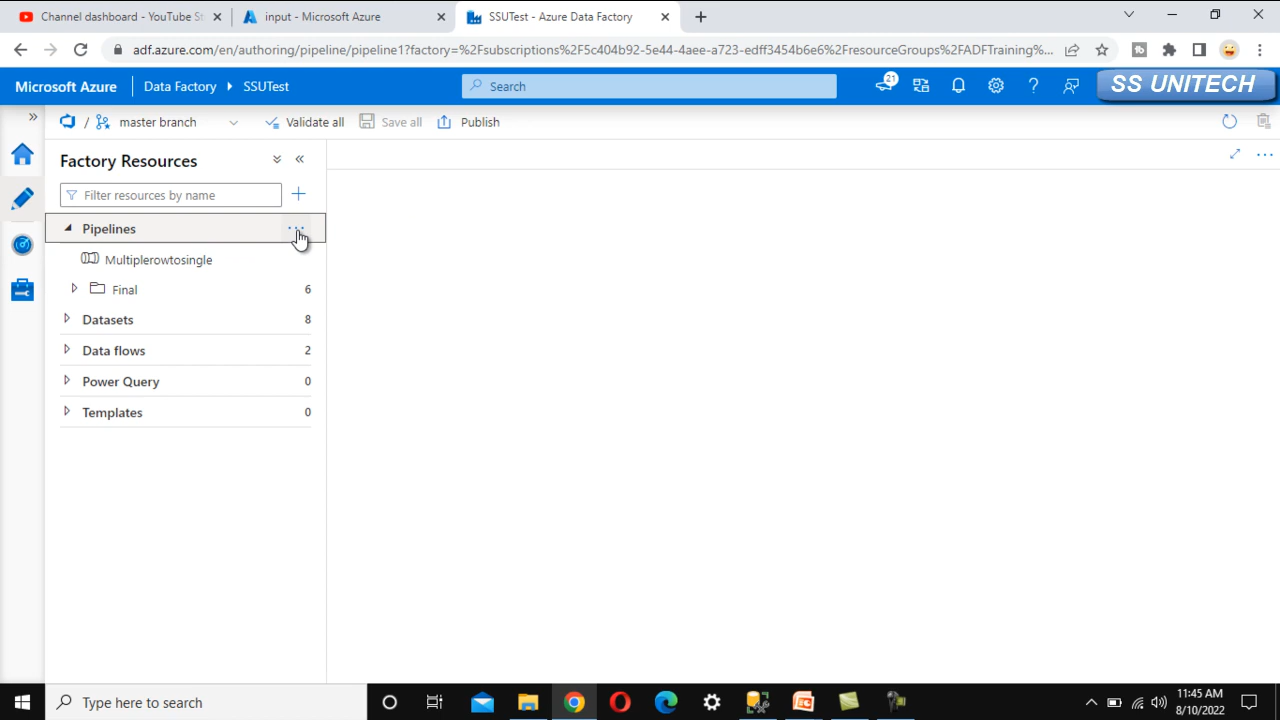 Channel dashboard - YouTube St
input - Microsoft Azure
SSUTest - Azure Data Factory
adf.azure.com/en/authoring/pipeline/pipeline1?factory=%2Fsubscriptions%2F5c404b92-5e44-4aee-a723-edff3454b6e6%2FresourceGroups%2FADFTraining%...
Microsoft Azure
Data Factory
SSUTest
Search
21
SS UNITECH
/
master branch
Validate all
Save all
Publish
Factory Resources
Filter resources by name
Pipelines
Multiplerowtosingle
Final 6
Datasets 8
Data flows 2
Power Query 0
Templates 0
Type here to search
11:45 AM
8/10/2022